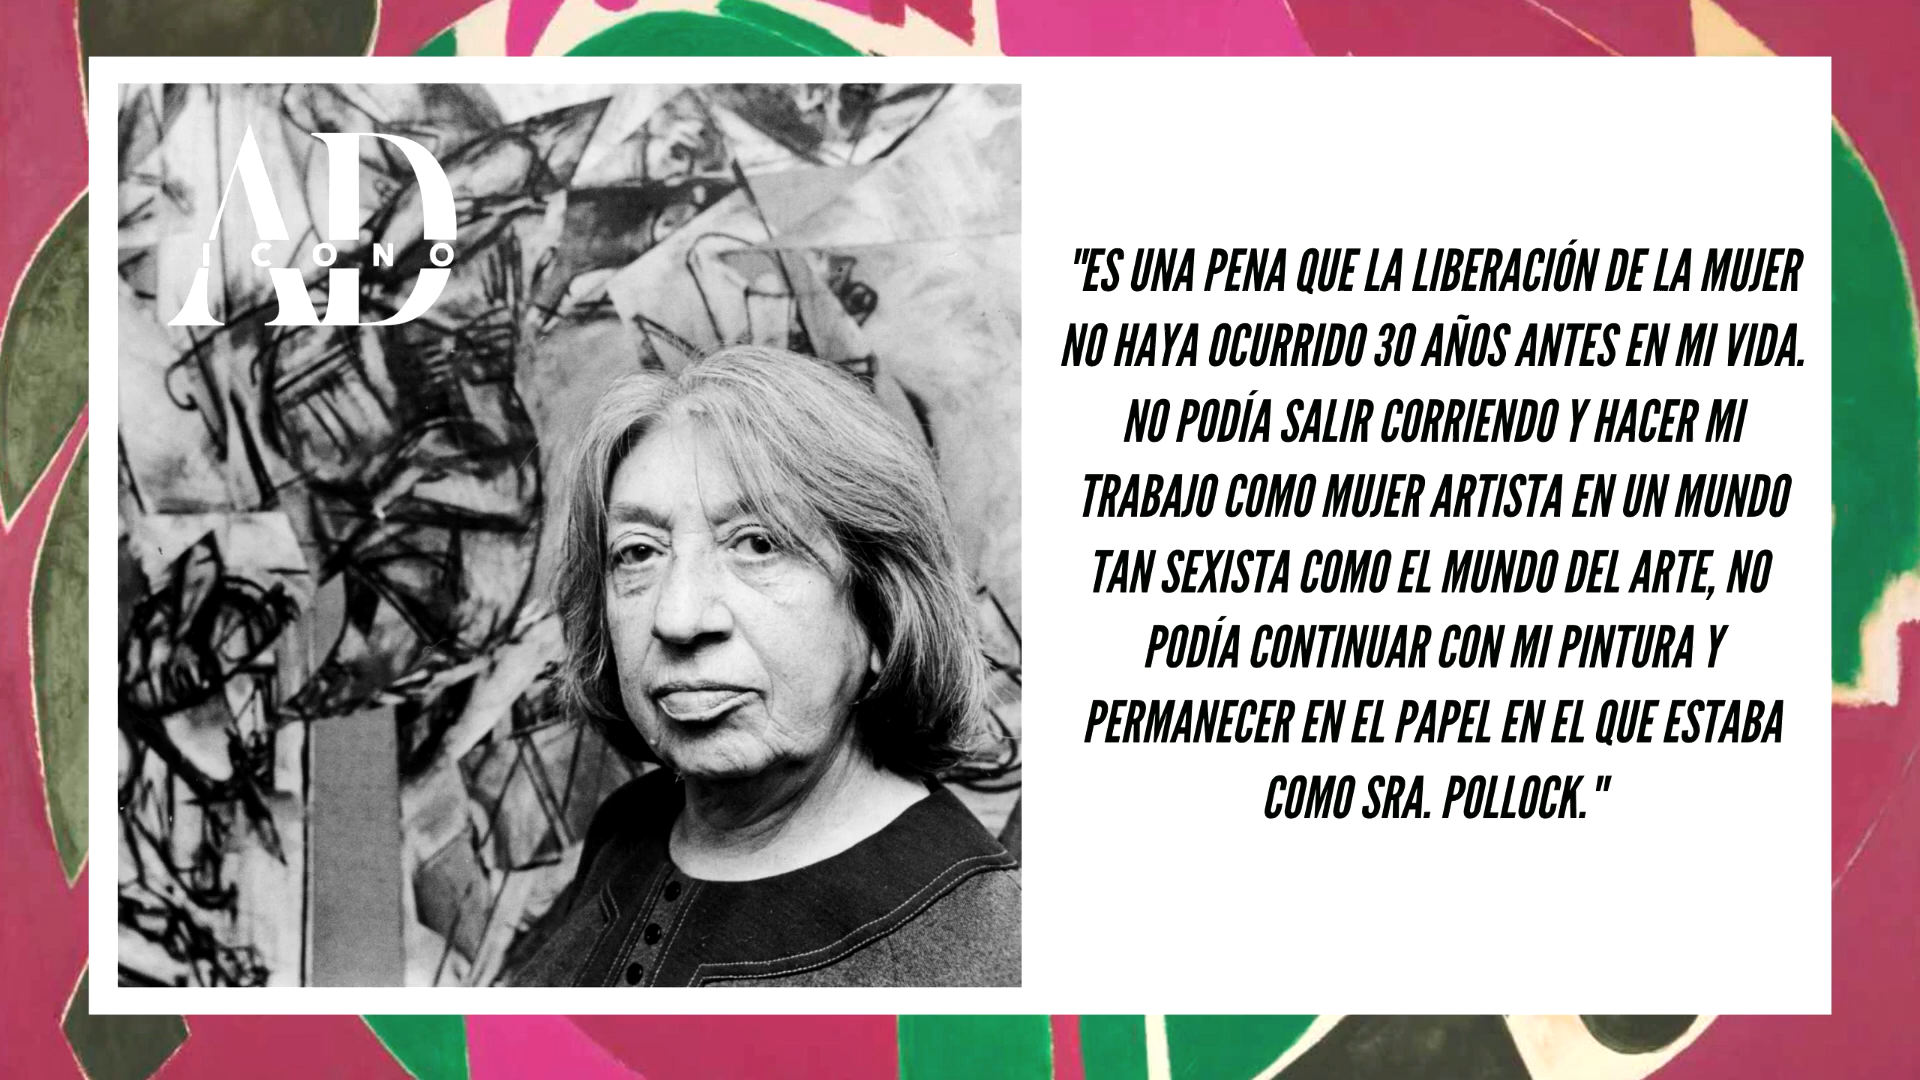 AD
ICONO
"ES UNA PENA QUE LA LIBERACIÓN DE LA MUJER
NO HAYA OCURRIDO 30 AÑOS ANTES EN MI VIDA.
NO PODÍA SALIR CORRIENDO Y HACER MI
TRABAJO COMO MUJER ARTISTA EN UN MUNDO
TAN SEXISTA COMO EL MUNDO DEL ARTE, NO
PODÍA CONTINUAR CON MI PINTURA Y
PERMANECER EN EL PAPEL EN EL QUE ESTABA
COMO SRA. POLLOCK."